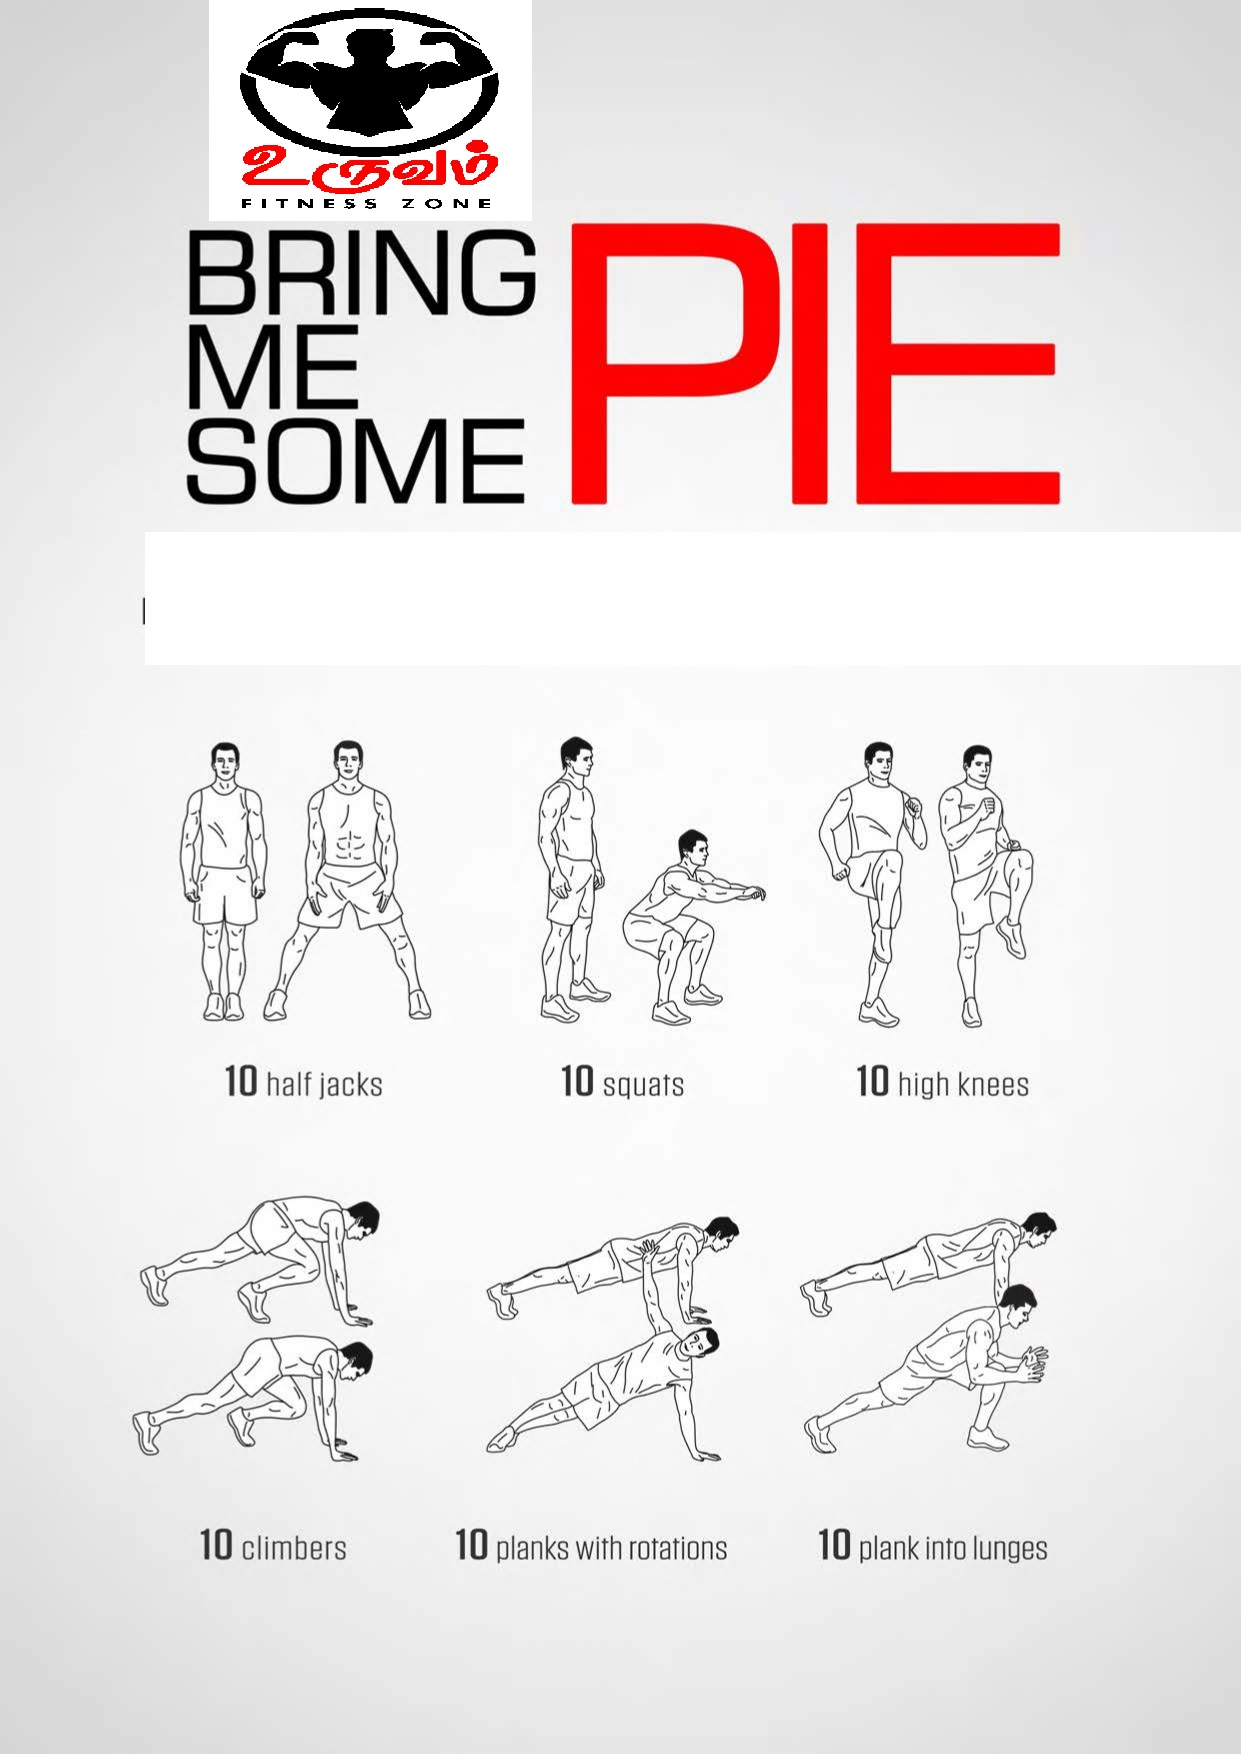 உருவம்
FITNESS ZONE
BRING
ME
SOME
PIE
10 half jacks
10 squats
10 high knees
10 climbers
10 planks with rotations
10 plank into lunges